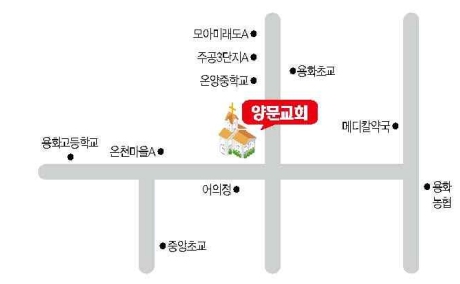 모아미래도A
주공3단지A
온양중학교
용화초교
양문교회
메디칼약국
용화고등학교
온천마을A
어의정
용화
농협
중앙초교